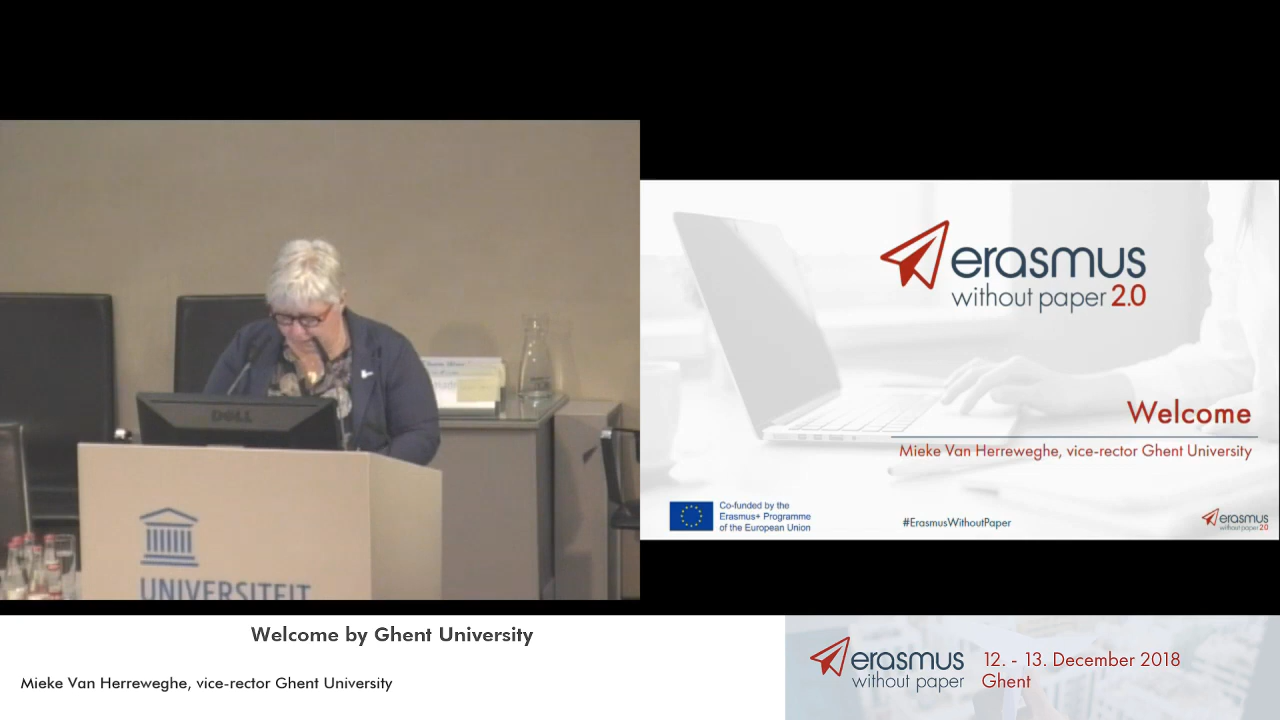 DELL
UNIVERSITEIT
erasmus
without paper 2.0
Welcome
Mieke Van Herreweghe, vice-rector Ghent University
Co-funded by the
Erasmus+ Programme
of the European Union
#ErasmusWithoutPaper
erasmus
without paper 2.0
Welcome by Ghent University
Mieke Van Herreweghe, vice-rector Ghent University
erasmus
without paper
12. - 13. December 2018
Ghent